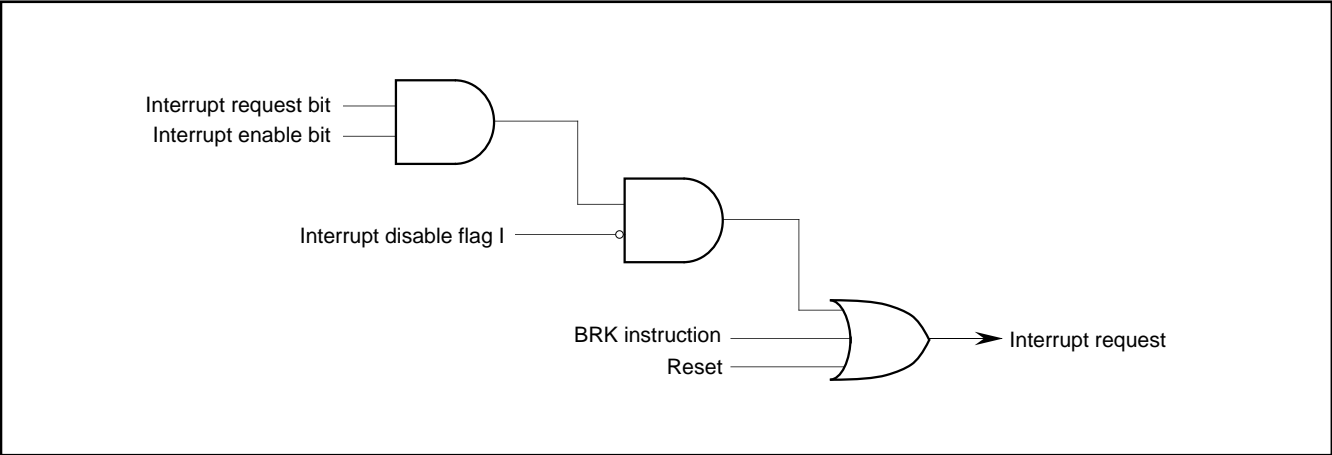 Interrupt request bit
Interrupt enable bit
Interrupt disable flag I
BRK instruction
Reset
Interrupt request